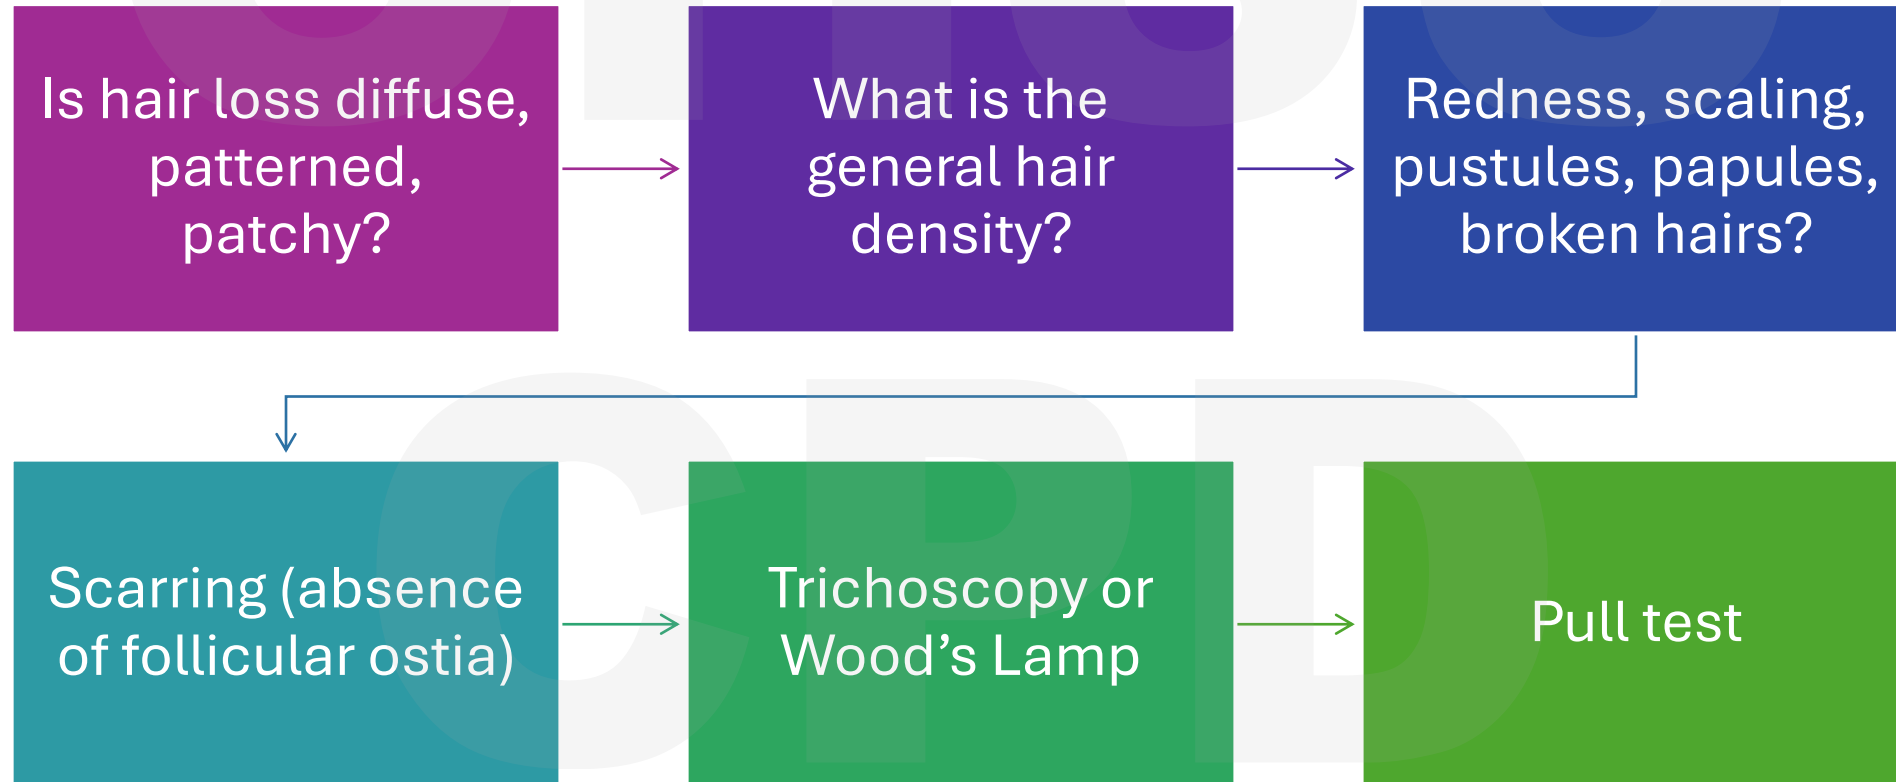 Is hair loss diffuse,
patterned,
patchy?
What is the
general hair
density?
Redness, scaling,
pustules, papules,
broken hairs?
Scarring (absence
of follicular ostia)
Trichoscopy or
Wood’s Lamp
Pull test
CPD